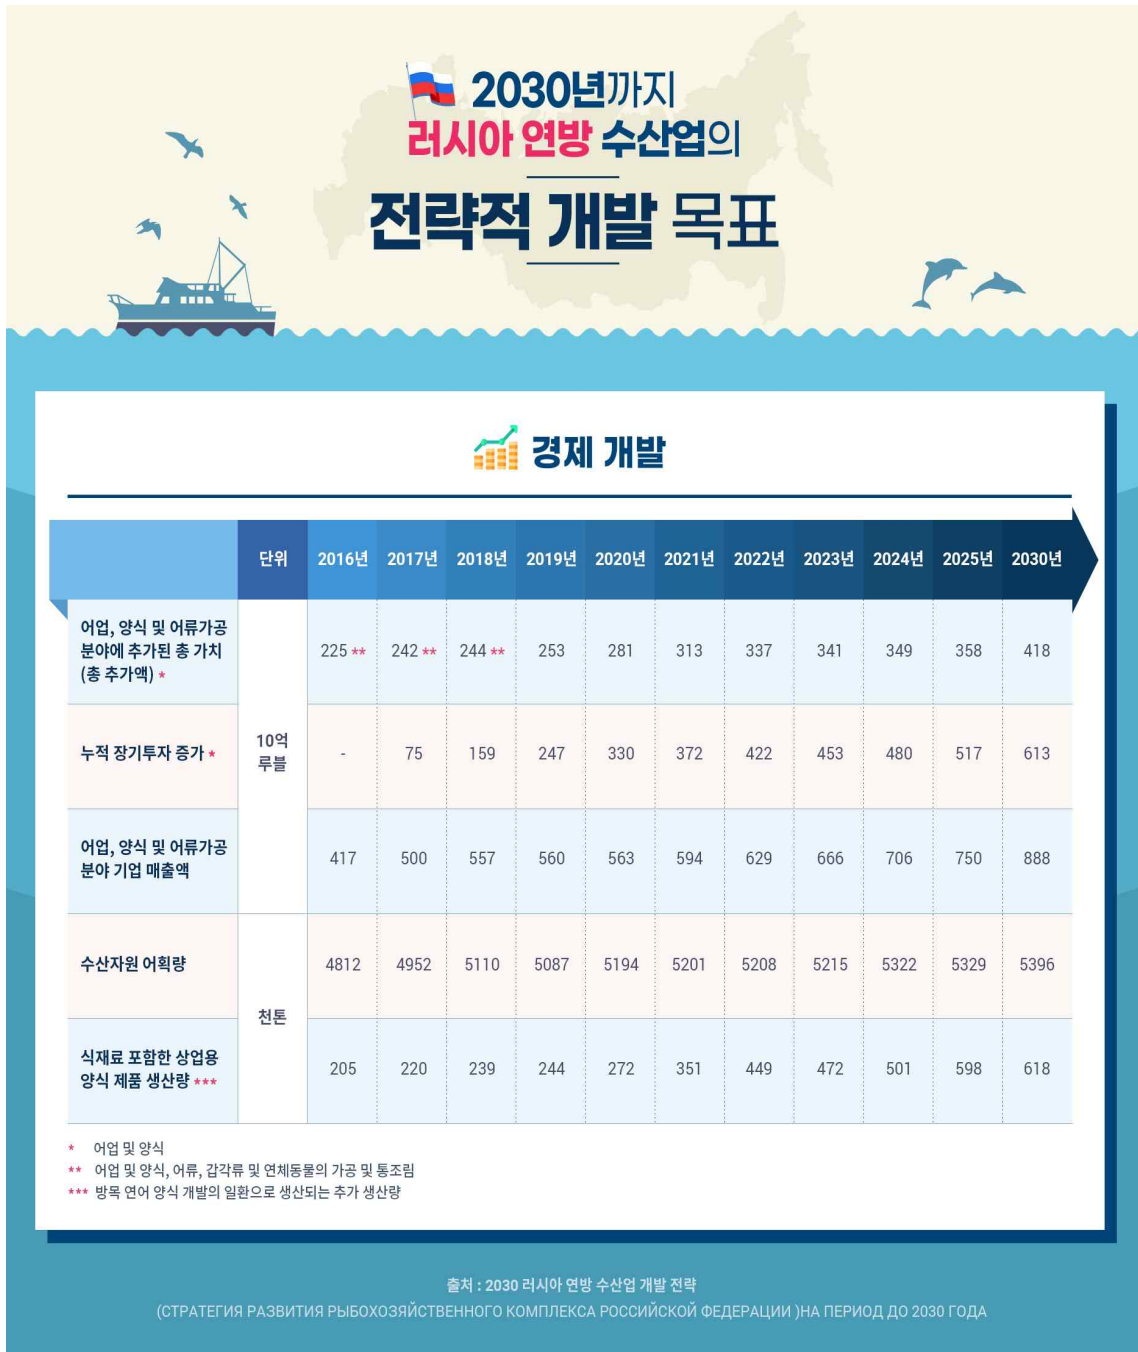 2030년까지
러시아 연방 수산업의
전략적 개발 목표
경제 개발
단위 2016년 2017년 2018년 2019년 2020년 2021년 2022년 2023년 2024년 2025년 2030년
어업, 양식 및 어류가공
분야에 추가된 총 가치
(총 추가액) *
225 ** 242 ** 244 ** 253 281 313 337 341 349 358 418
10억
루블
누적 장기투자 증가 *
- 75 159 247 330 372 422 453 480 517 613
어업, 양식 및 어류가공
분야 기업 매출액
417 500 557 560 563 594 629 666 706 750 888
수산자원 어획량
4812 4952 5110 5087 5194 5201 5208 5215 5322 5329 5396
천톤
식재료 포함한 상업용
양식 제품 생산량 ***
205 220 239 244 272 351 449 472 501 598 618
* 어업 및 양식
** 어업 및 양식, 어류, 갑각류 및 연체동물의 가공 및 통조림
*** 방목 연어 양식 개발의 일환으로 생산되는 추가 생산량
출처 : 2030 러시아 연방 수산업 개발 전략
(СТРАТЕГИЯ РАЗВИТИЯ РЫБОХОЗЯЙСТВЕННОГО КОМПЛЕКСА РОССИЙСКОЙ ФЕДЕРАЦИИ )НА ПЕРИОД ДО 2030 ГОДА